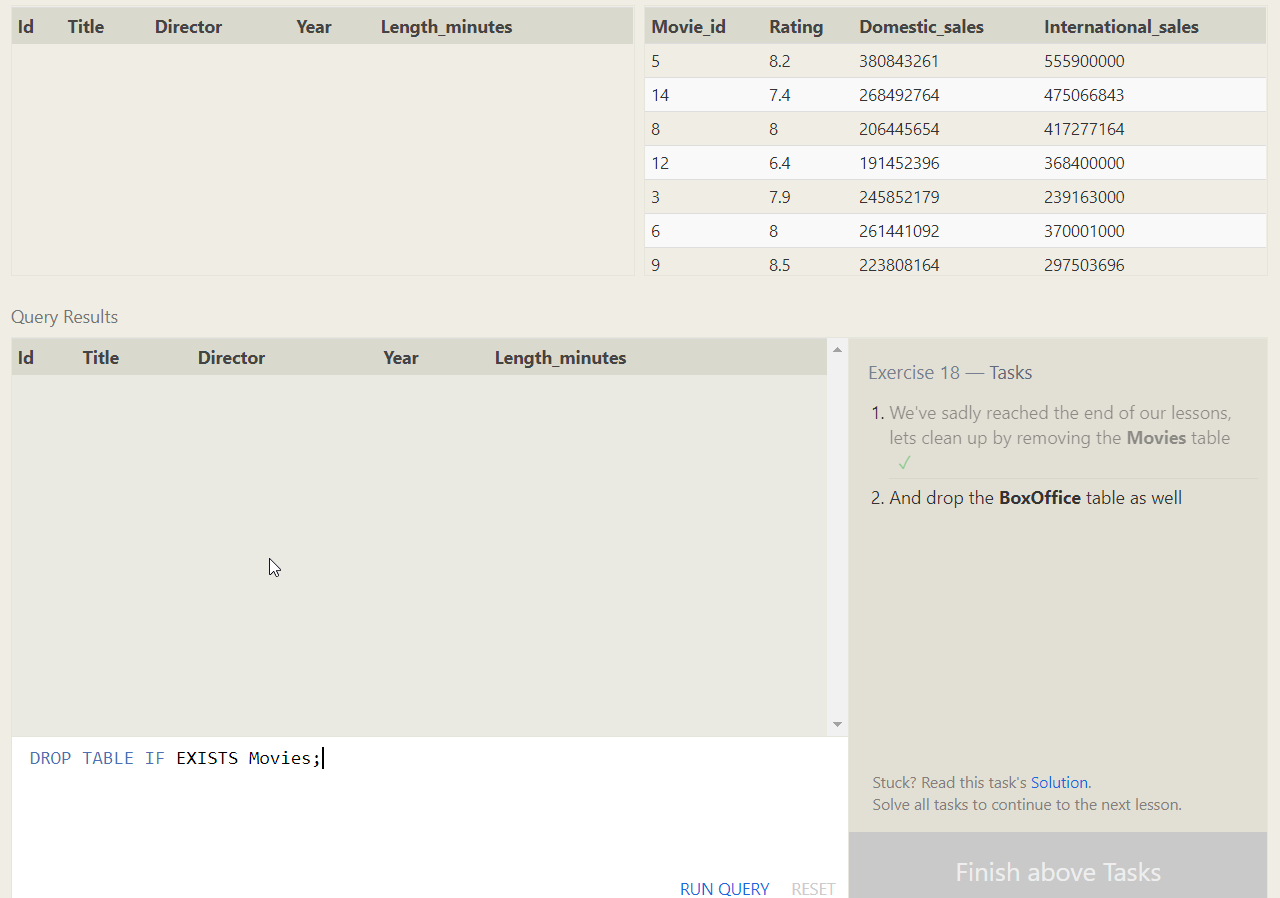 Id Title Director Year Length_minutes
Movie_id Rating Domestic_sales International_sales
5 8.2 380843261 555900000
14 7.4 268492764 475066843
8 8 206445654 417277164
12 6.4 191452396 368400000
3 7.9 245852179 239163000
6 8 261441092 370001000
9 8.5 223808164 297503696
Query Results
Id Title Director Year Length_minutes
DROP TABLE IF EXISTS Movies;
RUN QUERY RESET
Exercise 18 — Tasks
1. We've sadly reached the end of our lessons,
lets clean up by removing the Movies table
✓
2. And drop the BoxOffice table as well
Stuck? Read this task's Solution.
Solve all tasks to continue to the next lesson.
Finish above Tasks